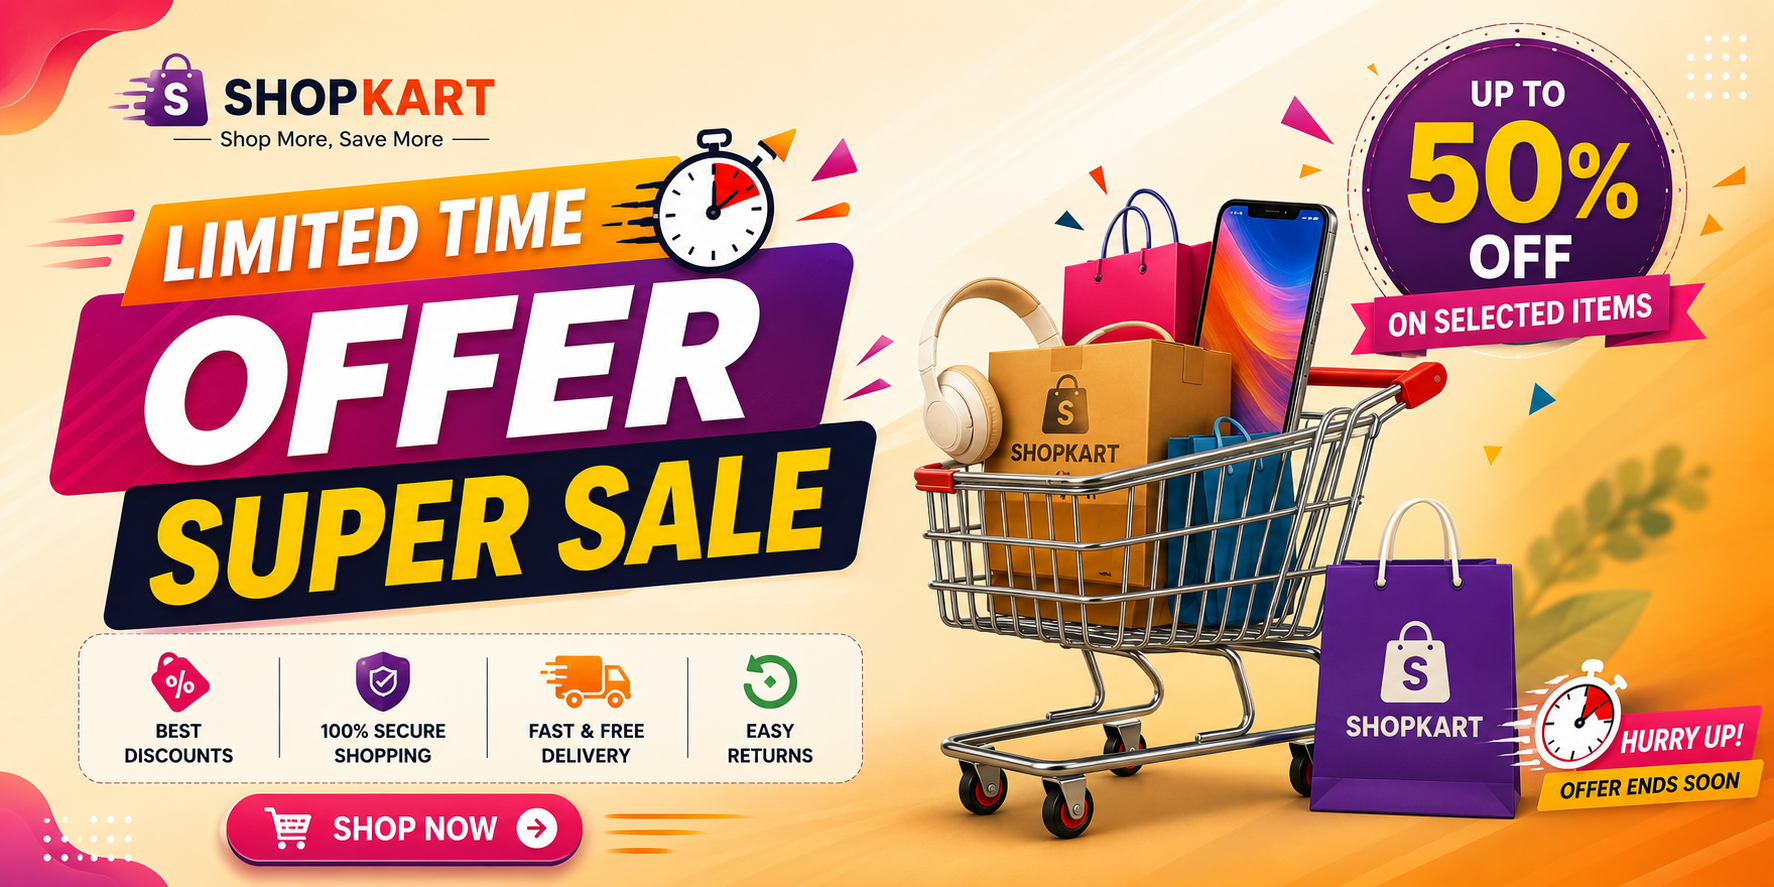 S
SHOPKART
Shop More, Save More
LIMITED TIME
OFFER
SUPER SALE
BEST
DISCOUNTS
100% SECURE
SHOPPING
FAST & FREE
DELIVERY
EASY
RETURNS
SHOP NOW
UP TO
50%
OFF
ON SELECTED ITEMS
S
SHOPKART
S
SHOPKART
HURRY UP!
OFFER ENDS SOON